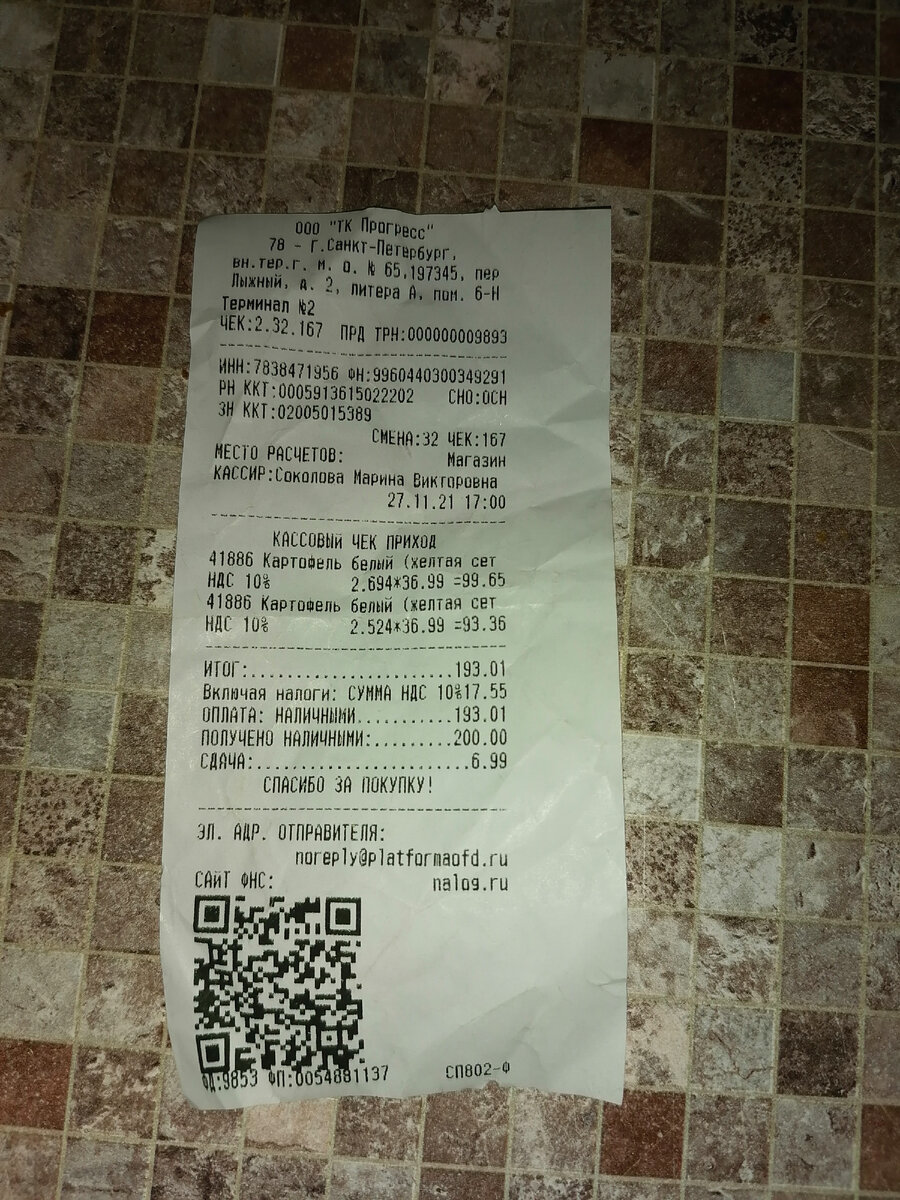 ООО "ТК Прогресс"
78 - Г.Санкт-Петербург,
вн.тер.г. м. о. № 65,197345, пер
Лыжный, д. 2, литера А, пом. 6-Н
Терминал №2
ЧЕК:2.32.167 ПРД ТРН:000000009893
ИНН:7838471956 ФН:9960440300349291
РН ККТ:0005913615022202 СНО:ОСН
ЗН ККТ:02005015389
СМЕНА:32 ЧЕК:167
МЕСТО РАСЧЕТОВ: Магазин
КАССИР:Соколова Марина Викторовна
27.11.21 17:00
КАССОВЫЙ ЧЕК ПРИХОД
41886 Картофель белый (желтая сет
НДС 10% 2.694*36.99 =99.65
41886 Картофель белый (желтая сет
НДС 10% 2.524*36.99 =93.36
ИТОГ:.......................193.01
Включая налоги: СУММА НДС 10%17.55
ОПЛАТА: НАЛИЧНЫМИ...........193.01
ПОЛУЧЕНО НАЛИЧНЫМИ:.........200.00
СДАЧА:........................6.99
СПАСИБО ЗА ПОКУПКУ!
ЭЛ. АДР. ОТПРАВИТЕЛЯ:
noreply@platformaofd.ru
САЙТ ФНС: nalog.ru
ФД:9853 ФП:0054881137 СП802-Ф